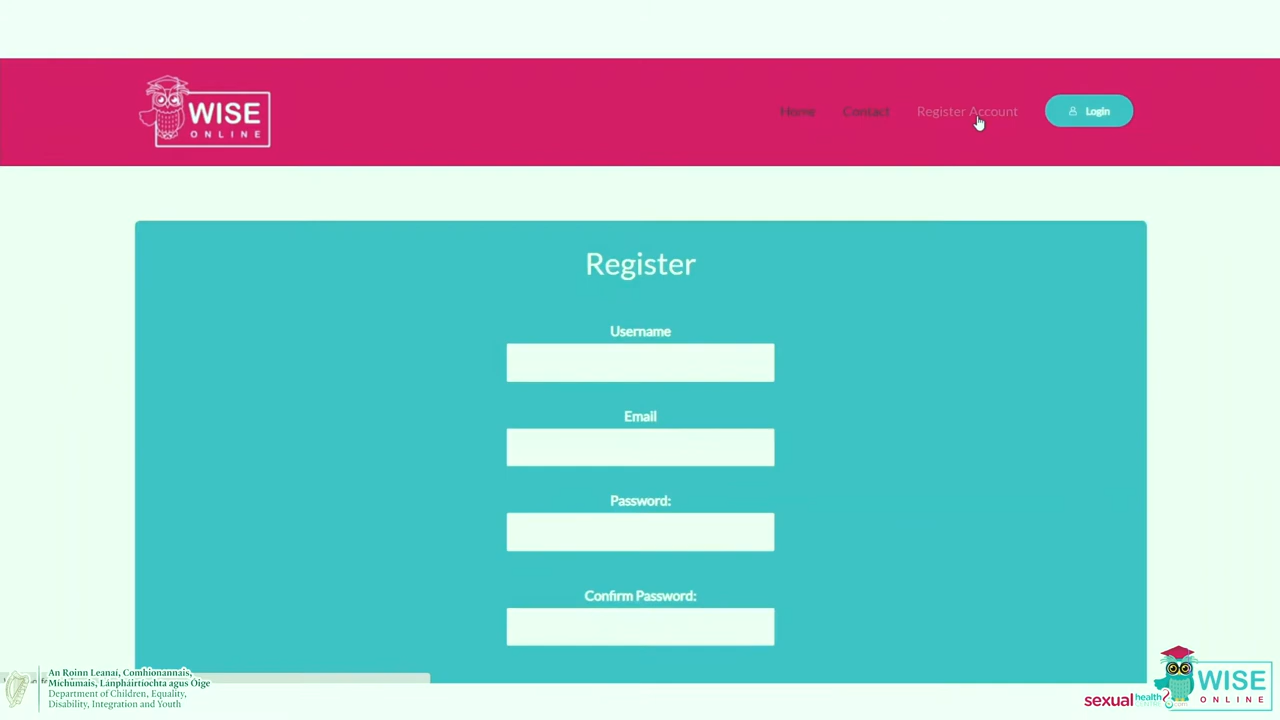 WISE
ONLINE
Home
Contact
Register Account
Login
Register
Username
Email
Password:
Confirm Password:
An Roinn Leanaí, Comhionannais,
Míchumais, Lánpháirtíochta agus Óige
Department of Children, Equality,
Disability, Integration and Youth
sexualhealth
WISE
ONLINE